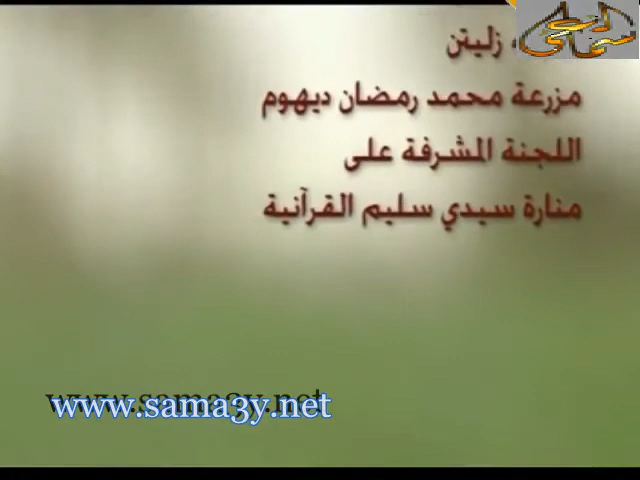 زليتن
مزرعة محمد رمضان ديهوم
اللجنة المشرفة على
منارة سيدي سليم القرآنية
www.sama3y.net